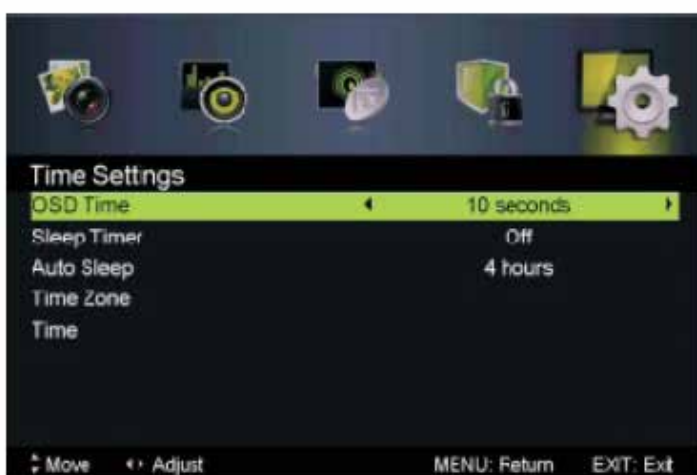 Time Settings
OSD Time 10 seconds
Sleep Timer Off
Auto Sleep 4 hours
Time Zone
Time
Move Adjust MENU: Return EXIT: Exit